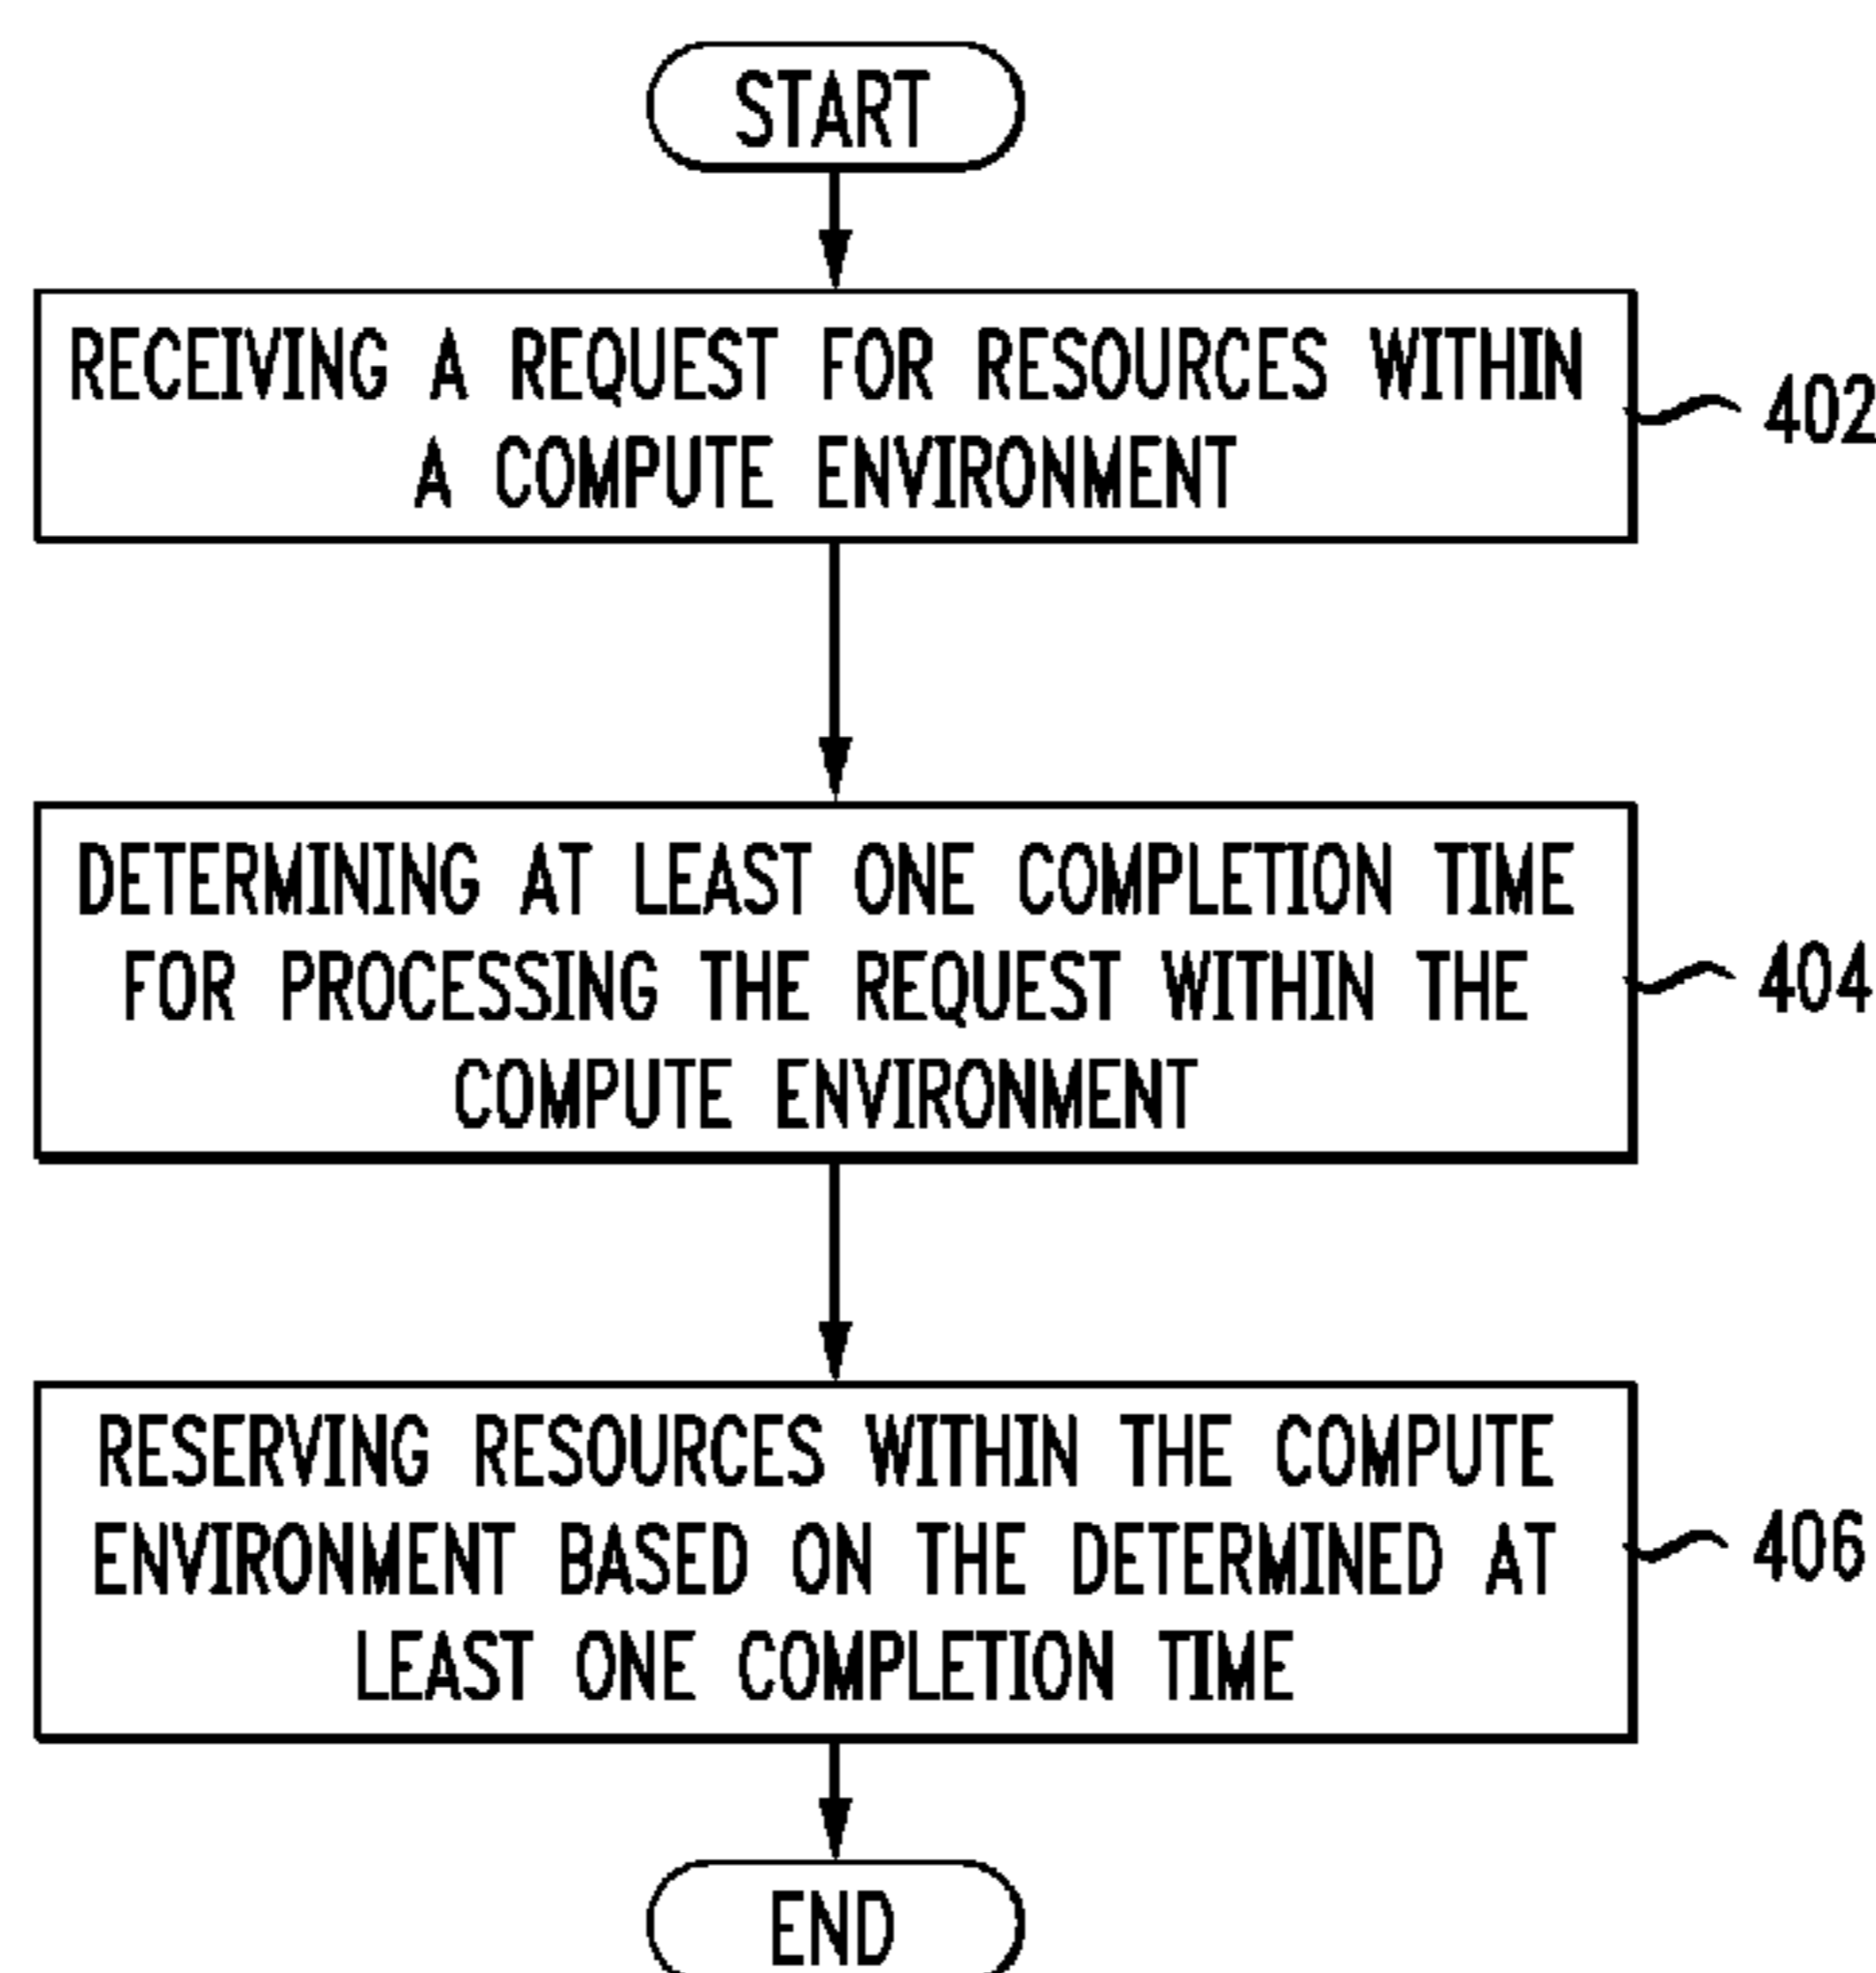 START
RECEIVING A REQUEST FOR RESOURCES WITHIN
A COMPUTE ENVIRONMENT
402
DETERMINING AT LEAST ONE COMPLETION TIME
FOR PROCESSING THE REQUEST WITHIN THE
COMPUTE ENVIRONMENT
404
RESERVING RESOURCES WITHIN THE COMPUTE
ENVIRONMENT BASED ON THE DETERMINED AT
LEAST ONE COMPLETION TIME
406
END